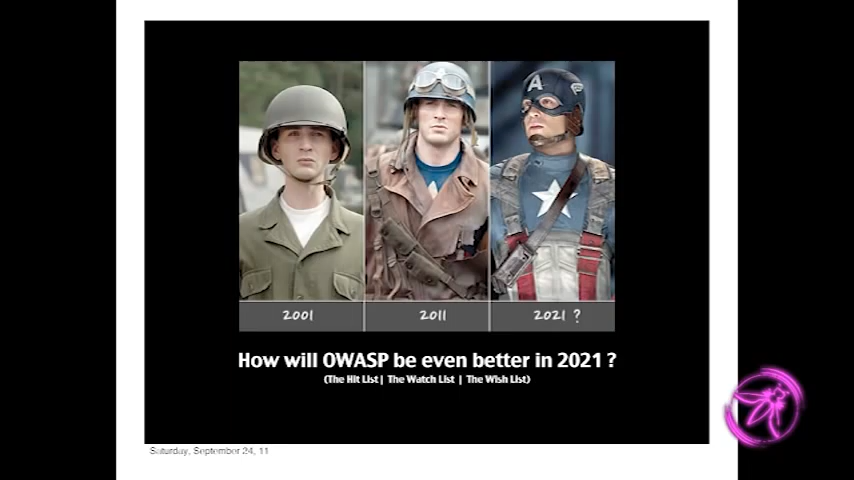 A
2001
2011
2021 ?
How will OWASP be even better in 2021 ?
(The Hit List | The Watch List | The Wish List)
Saturday, September 24, 11